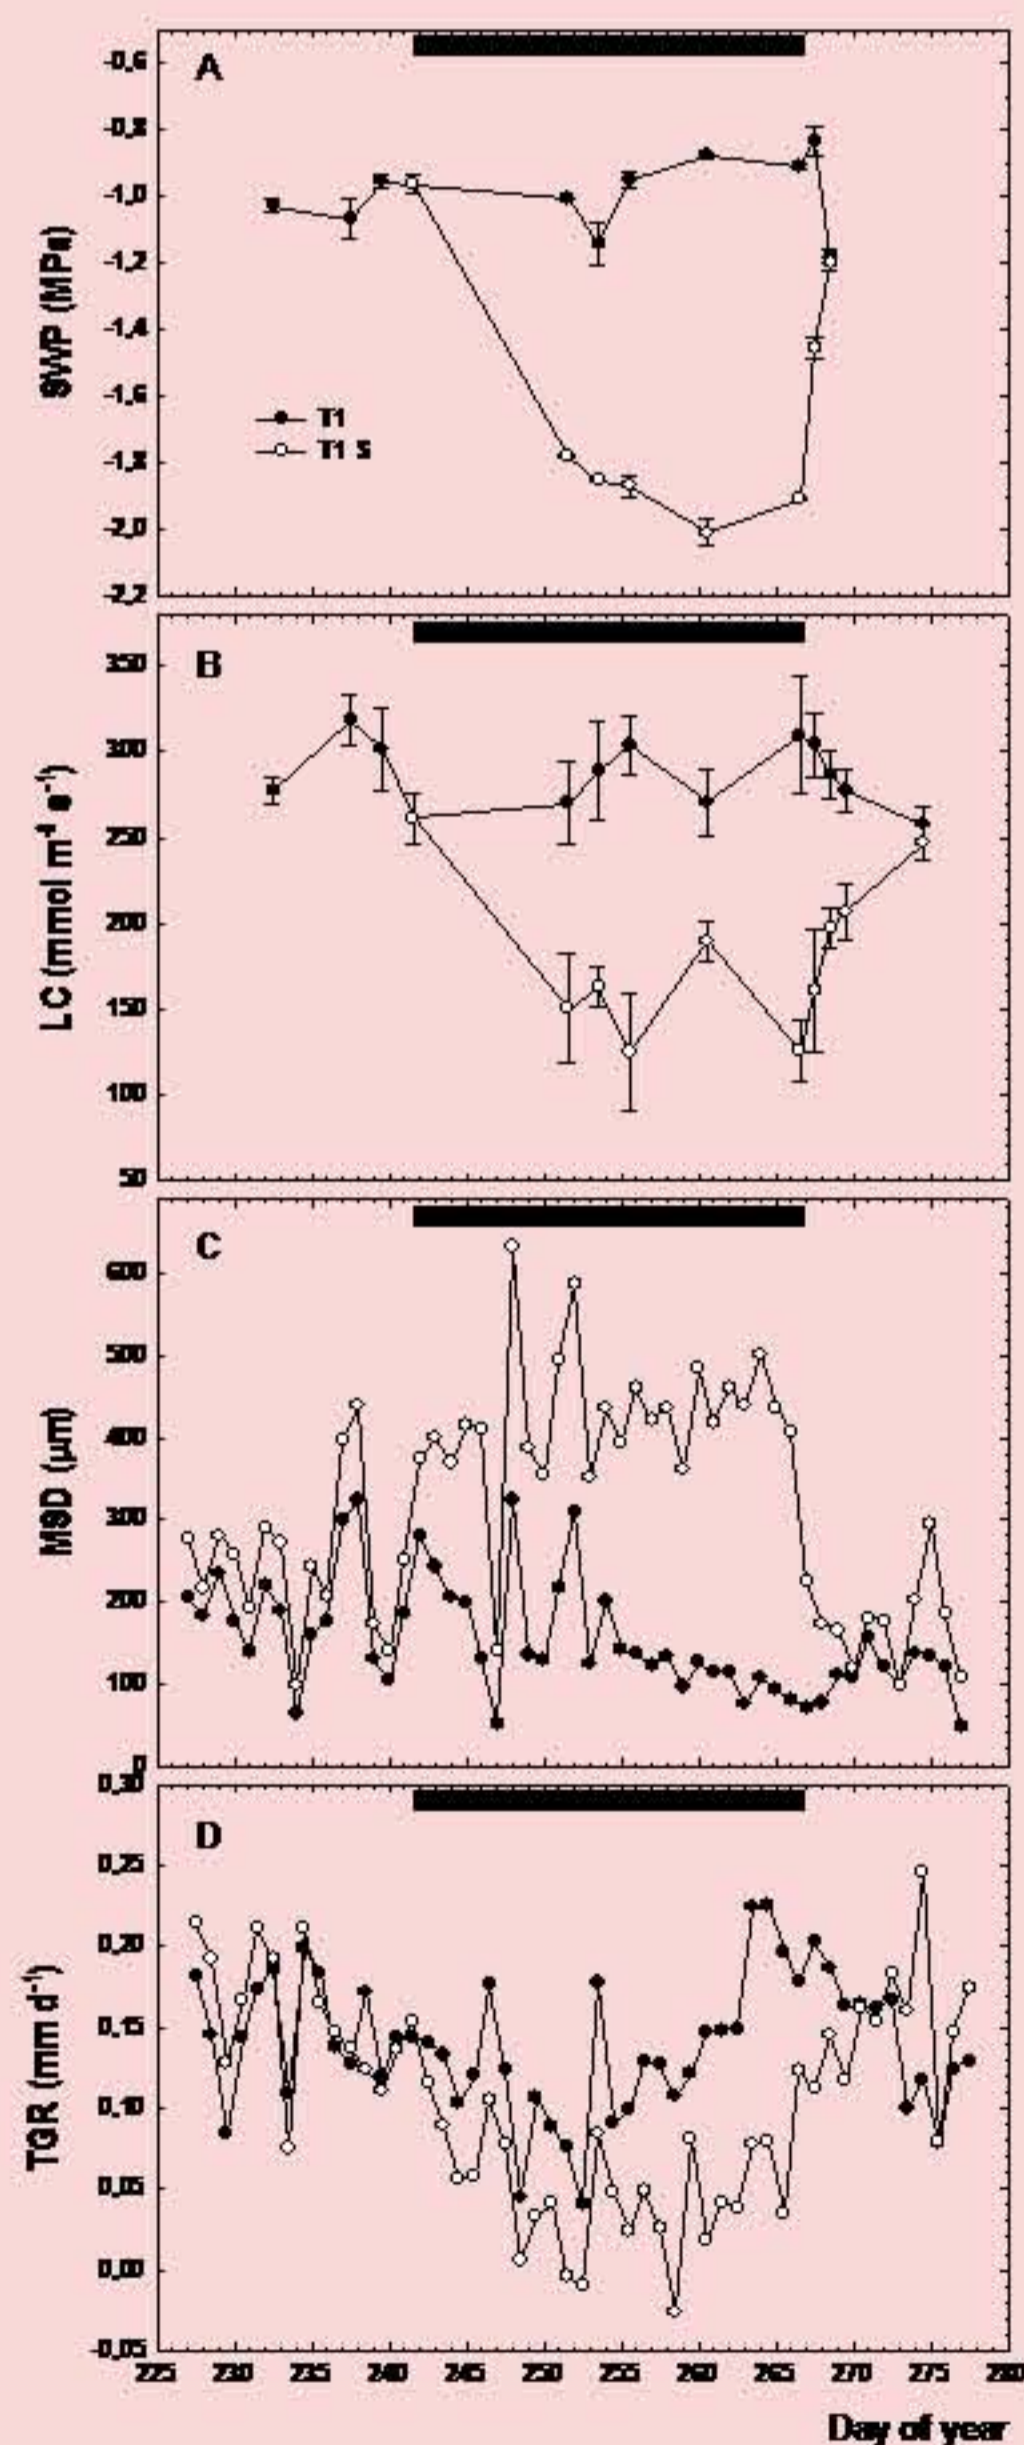 A
-0,6
-0,8
-1,0
-1,2
-1,4
-1,6
-1,8
-2,0
-2,2
SWP (MPa)
T1
T1 S
B
350
300
250
200
150
100
50
LC (mmol m⁻² s⁻¹)
C
600
500
400
300
200
100
0
MSD (µm)
D
0,30
0,25
0,20
0,15
0,10
0,05
0,00
-0,05
TGR (mm d⁻¹)
225 230 235 240 245 250 255 260 265 270 275 280
Day of year